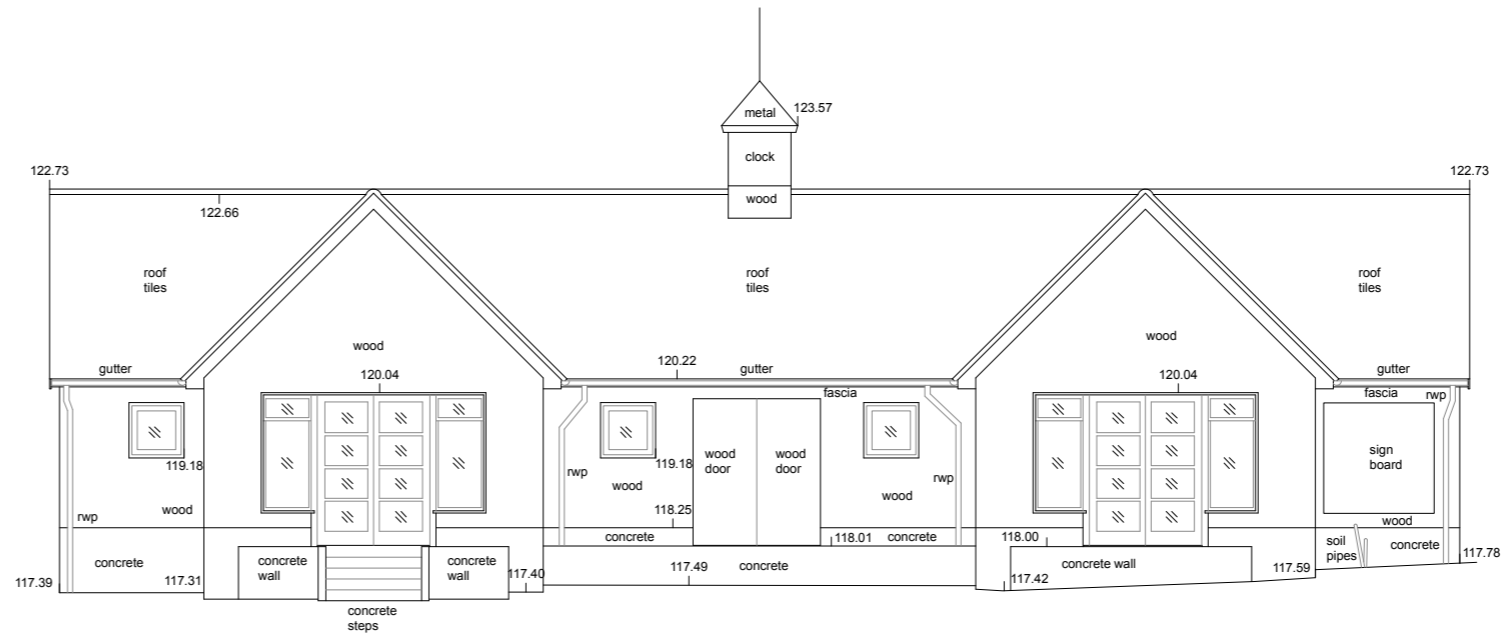 metal
123.57
clock
122.73
122.73
wood
122.66
roof
tiles
roof
tiles
roof
tiles
wood
wood
gutter
120.22
gutter
gutter
120.04
120.04
fascia
fascia
rwp
119.18
119.18
wood
door
wood
door
sign
board
rwp
rwp
wood
wood
wood
rwp
118.25
wood
concrete
118.01
concrete
118.00
soil
pipes
concrete
concrete
concrete
wall
concrete
wall
117.49
concrete
concrete wall
117.59
117.78
117.39
117.31
117.40
117.42
concrete
steps